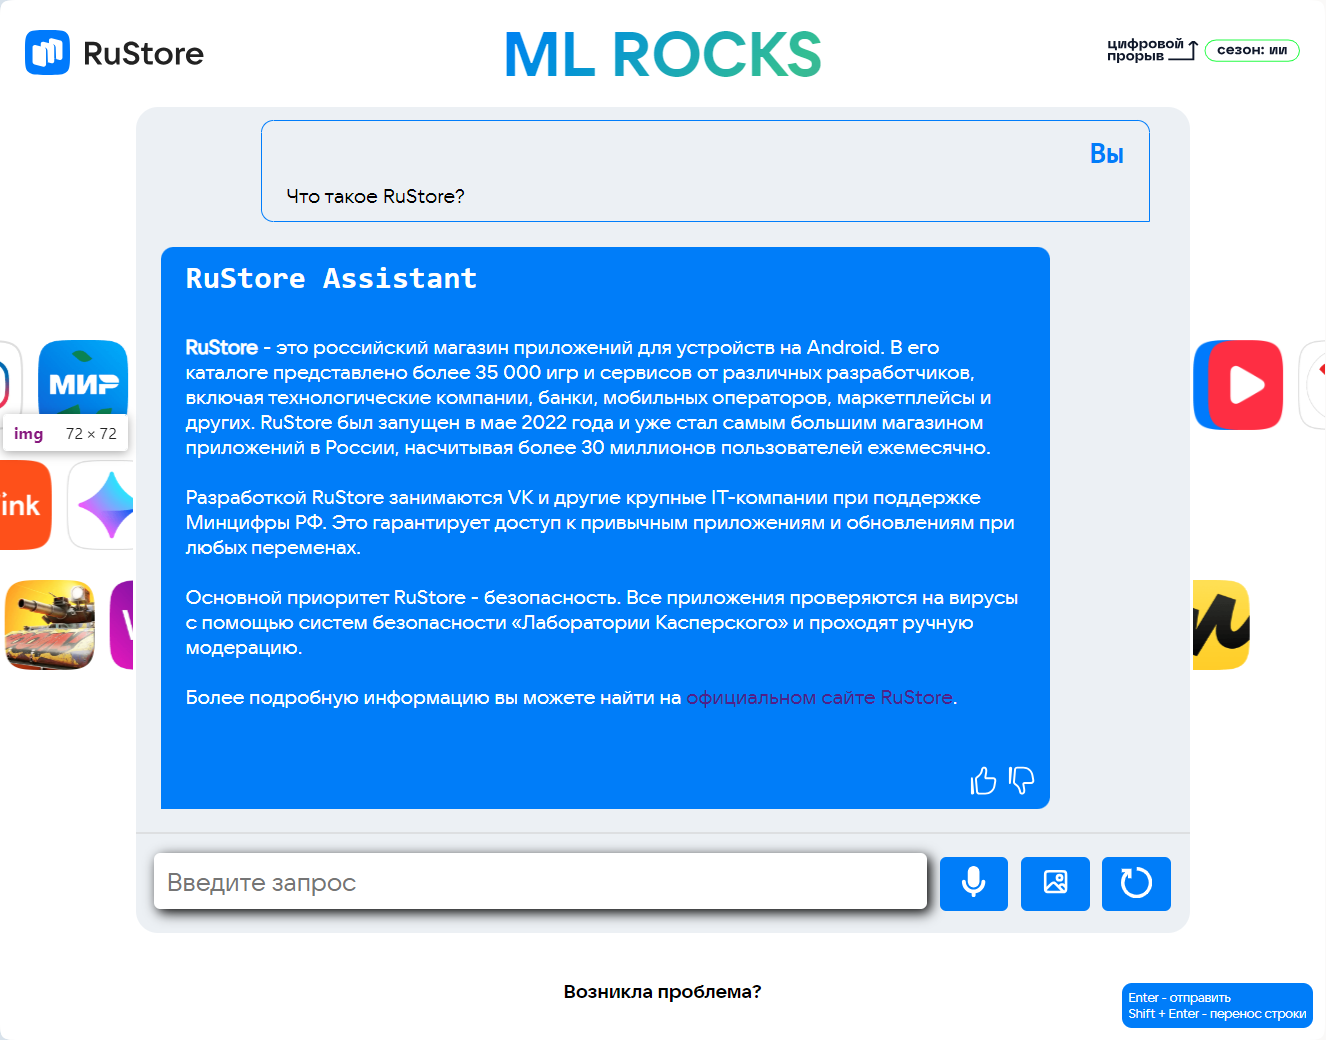 RuStore
ML ROCKS
цифровой
прорыв
сезон: ии
Вы
Что такое RuStore?
RuStore Assistant
RuStore - это российский магазин приложений для устройств на Android. В его
каталоге представлено более 35 000 игр и сервисов от различных разработчиков,
включая технологические компании, банки, мобильных операторов, маркетплейсы и
других. RuStore был запущен в мае 2022 года и уже стал самым большим магазином
приложений в России, насчитывая более 30 миллионов пользователей ежемесячно.
Разработкой RuStore занимаются VK и другие крупные IT-компании при поддержке
Минцифры РФ. Это гарантирует доступ к привычным приложениям и обновлениям при
любых переменах.
Основной приоритет RuStore - безопасность. Все приложения проверяются на вирусы
с помощью систем безопасности «Лаборатории Касперского» и проходят ручную
модерацию.
Более подробную информацию вы можете найти на официальном сайте RuStore.
МИР
img 72 × 72
ink
Введите запрос
Возникла проблема?
Enter - отправить
Shift + Enter - перенос строки